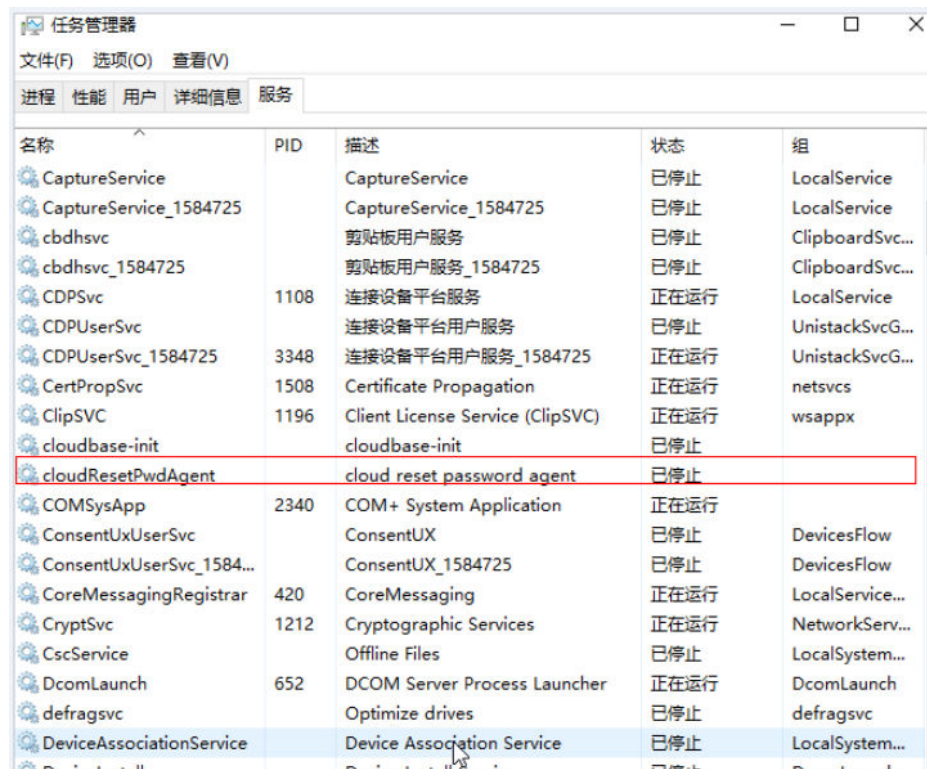 任务管理器
文件(F) 选项(O) 查看(V)
进程 性能 用户 详细信息 服务
名称 PID 描述 状态 组
CaptureService CaptureService 已停止 LocalService
CaptureService_1584725 CaptureService_1584725 已停止 LocalService
cbdhsvc 剪贴板用户服务 已停止 ClipboardSvc...
cbdhsvc_1584725 剪贴板用户服务_1584725 已停止 ClipboardSvc...
CDPSvc 1108 连接设备平台服务 正在运行 LocalService
CDPUserSvc 连接设备平台用户服务 已停止 UnistackSvcG...
CDPUserSvc_1584725 3348 连接设备平台用户服务_1584725 正在运行 UnistackSvcG...
CertPropSvc 1508 Certificate Propagation 正在运行 netsvcs
ClipSVC 1196 Client License Service (ClipSVC) 正在运行 wsappx
cloudbase-init cloudbase-init 已停止
cloudResetPwdAgent cloud reset password agent 已停止
COMSysApp 2340 COM+ System Application 正在运行
ConsentUxUserSvc ConsentUX 已停止 DevicesFlow
ConsentUxUserSvc_1584... ConsentUX_1584725 已停止 DevicesFlow
CoreMessagingRegistrar 420 CoreMessaging 正在运行 LocalService...
CryptSvc 1212 Cryptographic Services 正在运行 NetworkServ...
CscService Offline Files 已停止 LocalSystem...
DcomLaunch 652 DCOM Server Process Launcher 正在运行 DcomLaunch
defragsvc Optimize drives 已停止 defragsvc
DeviceAssociationService Device Association Service 已停止 LocalSystem...